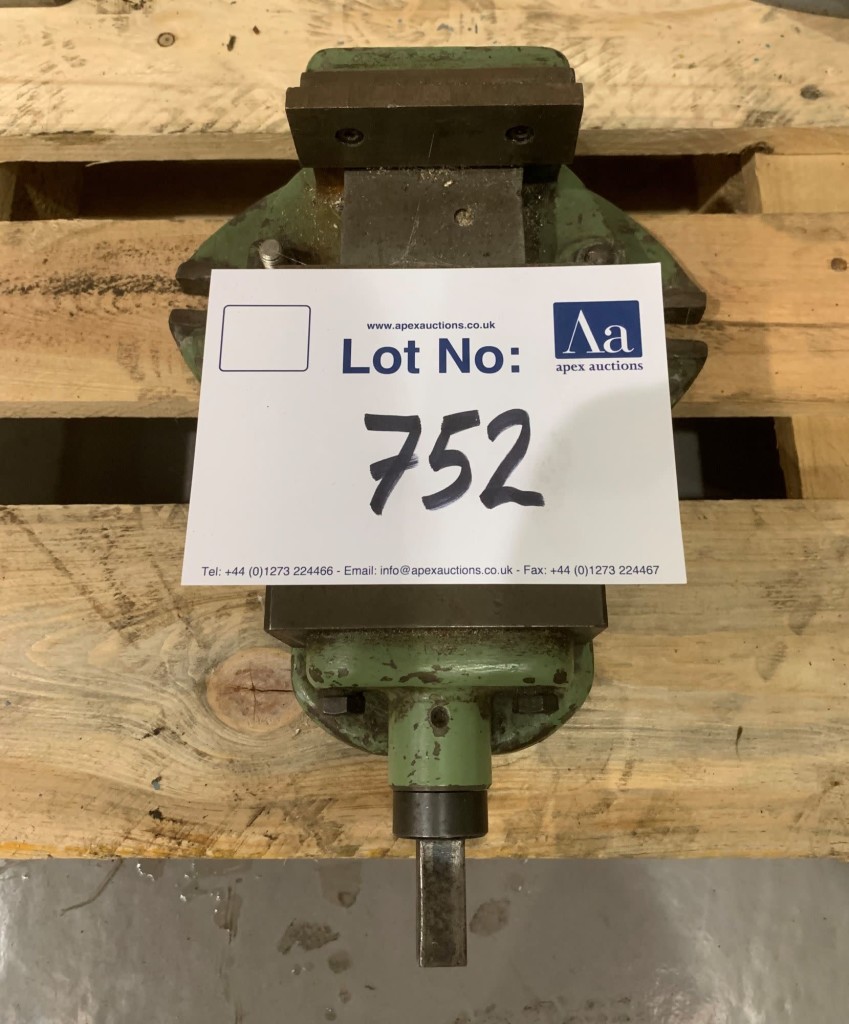 www.apexauctions.co.uk
Lot No:
Aa
apex auctions
752
Tel: +44 (0)1273 224466 - Email: info@apexauctions.co.uk - Fax: +44 (0)1273 224467